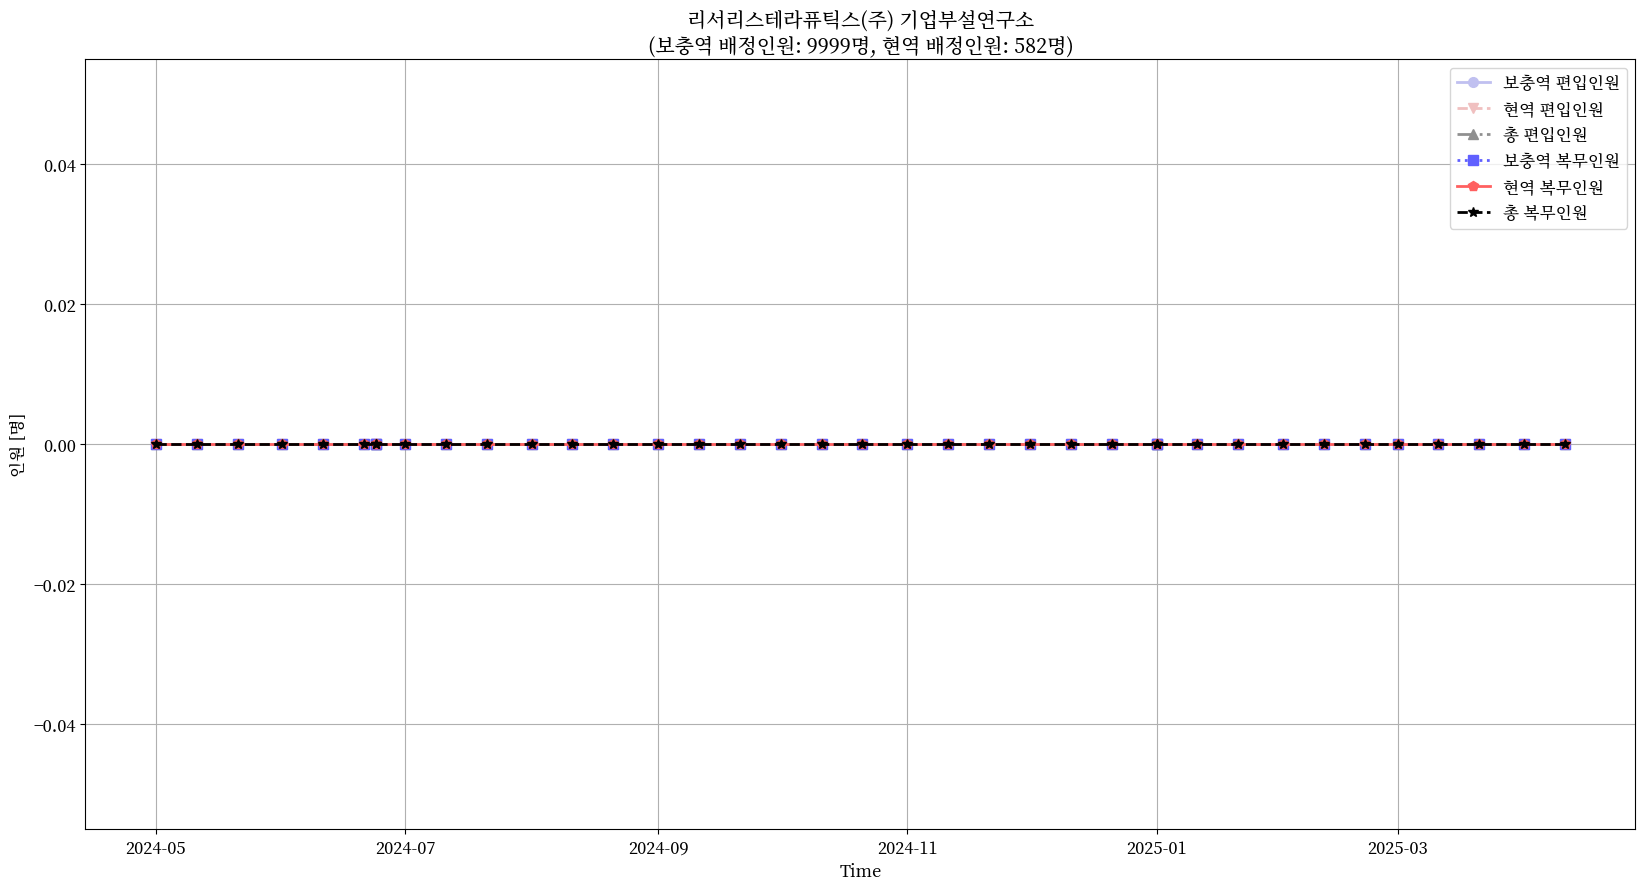 리서리스테라퓨틱스(주) 기업부설연구소
(보충역 배정인원: 9999명, 현역 배정인원: 582명)
보충역 편입인원
현역 편입인원
총 편입인원
보충역 복무인원
현역 복무인원
총 복무인원
인원 [명]
0.04
0.02
0.00
−0.02
−0.04
2024-05
2024-07
2024-09
2024-11
2025-01
2025-03
Time